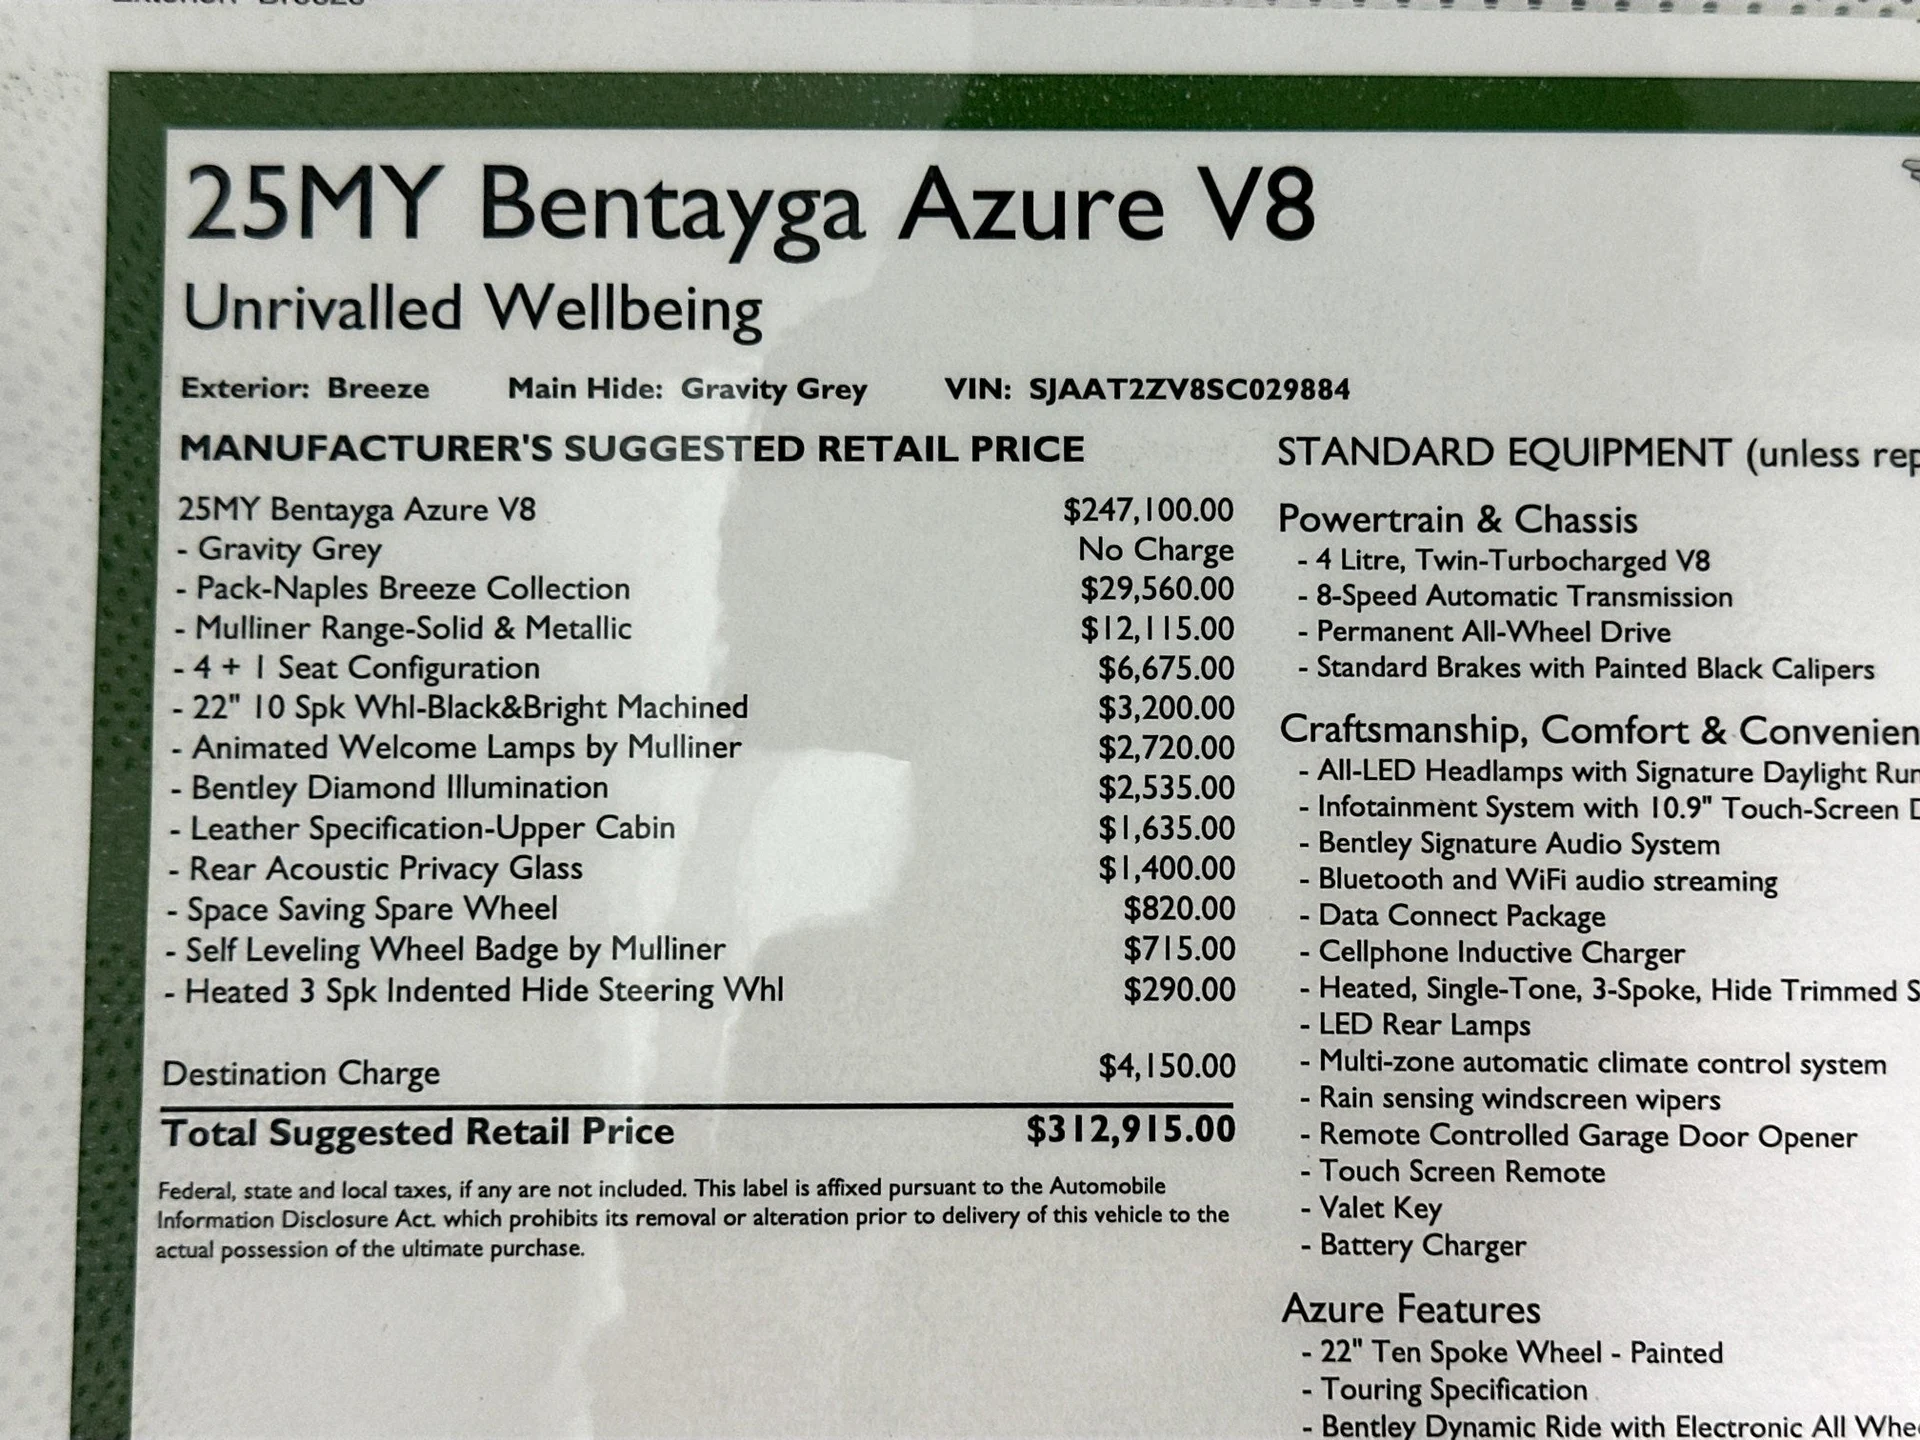 25MY Bentayga Azure V8
Unrivalled Wellbeing
Exterior: Breeze Main Hide: Gravity Grey VIN: SJAAT2ZV8SC029884
MANUFACTURER'S SUGGESTED RETAIL PRICE
25MY Bentayga Azure V8 $247,100.00
- Gravity Grey No Charge
- Pack-Naples Breeze Collection $29,560.00
- Mulliner Range-Solid & Metallic $12,115.00
- 4 + 1 Seat Configuration $6,675.00
- 22" 10 Spk Whl-Black&Bright Machined $3,200.00
- Animated Welcome Lamps by Mulliner $2,720.00
- Bentley Diamond Illumination $2,535.00
- Leather Specification-Upper Cabin $1,635.00
- Rear Acoustic Privacy Glass $1,400.00
- Space Saving Spare Wheel $820.00
- Self Leveling Wheel Badge by Mulliner $715.00
- Heated 3 Spk Indented Hide Steering Whl $290.00
Destination Charge $4,150.00
Total Suggested Retail Price $312,915.00
Federal, state and local taxes, if any are not included. This label is affixed pursuant to the Automobile
Information Disclosure Act. which prohibits its removal or alteration prior to delivery of this vehicle to the
actual possession of the ultimate purchase.
STANDARD EQUIPMENT (unless rep
Powertrain & Chassis
- 4 Litre, Twin-Turbocharged V8
- 8-Speed Automatic Transmission
- Permanent All-Wheel Drive
- Standard Brakes with Painted Black Calipers
Craftsmanship, Comfort & Convenien
- All-LED Headlamps with Signature Daylight Run
- Infotainment System with 10.9" Touch-Screen D
- Bentley Signature Audio System
- Bluetooth and WiFi audio streaming
- Data Connect Package
- Cellphone Inductive Charger
- Heated, Single-Tone, 3-Spoke, Hide Trimmed S
- LED Rear Lamps
- Multi-zone automatic climate control system
- Rain sensing windscreen wipers
- Remote Controlled Garage Door Opener
- Touch Screen Remote
- Valet Key
- Battery Charger
Azure Features
- 22" Ten Spoke Wheel - Painted
- Touring Specification
- Bentley Dynamic Ride with Electronic All Whe